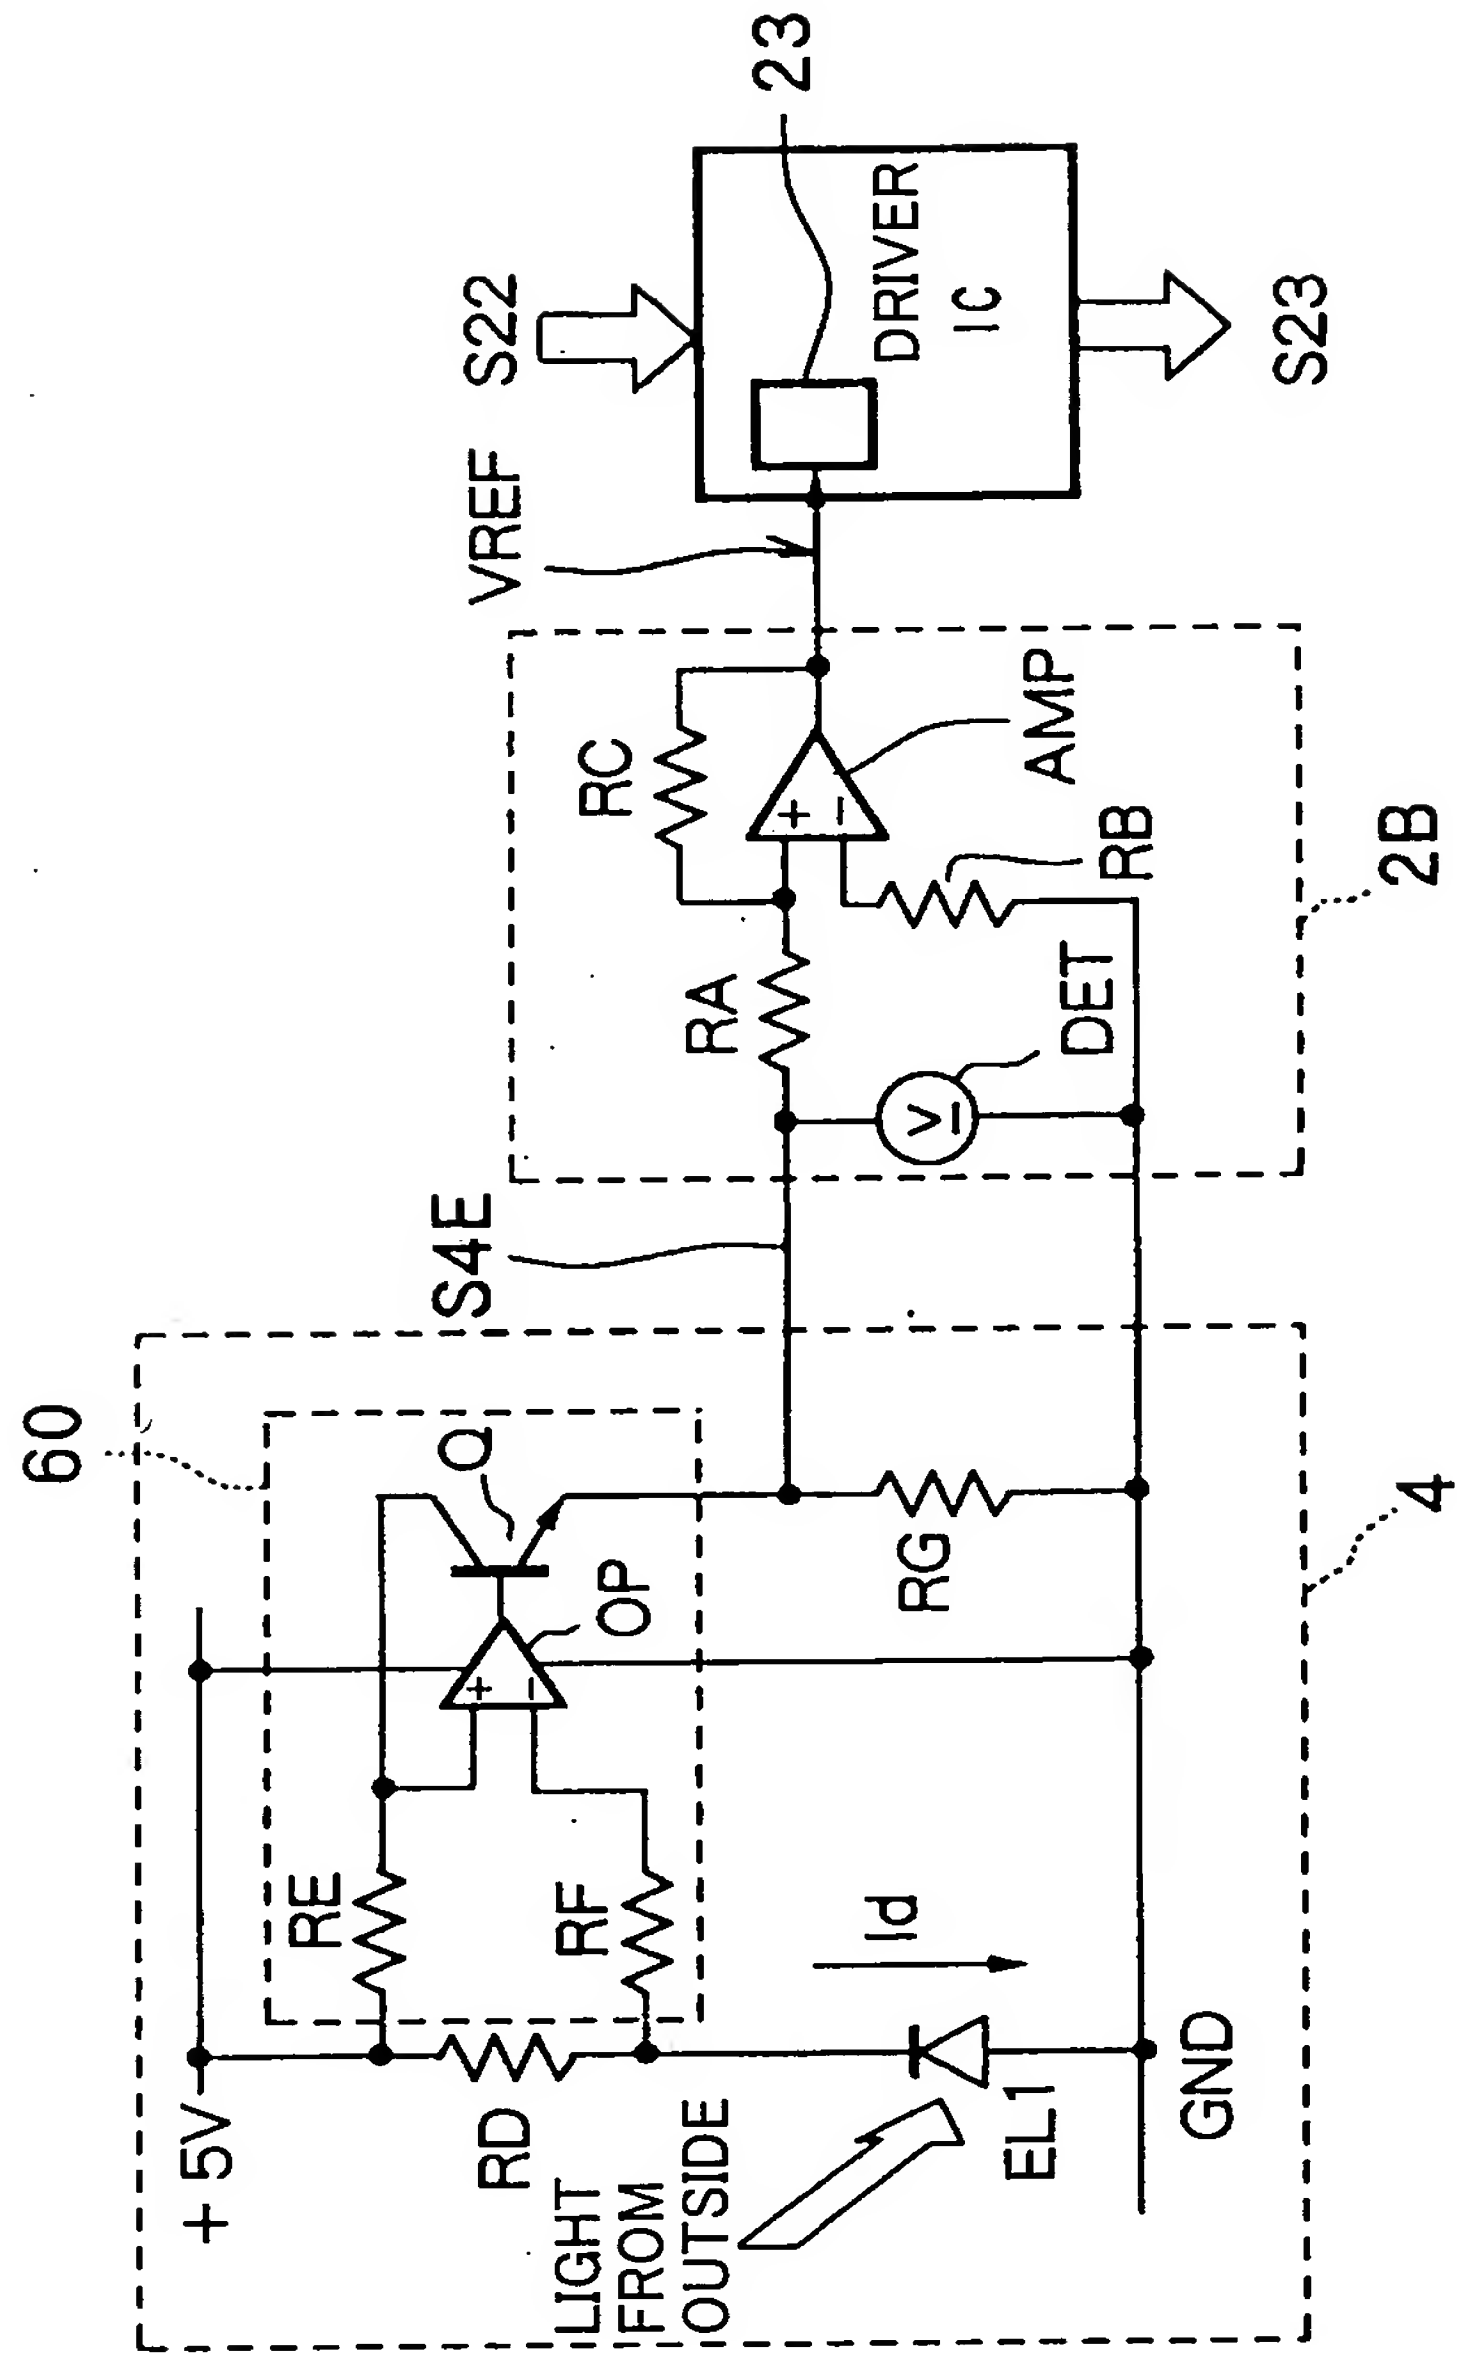 +5V
RD
LIGHT
FROM
OUTSIDE
EL1
GND
Id
RE
RF
+
−
OP
Q
60
RG
4
S4E
V
DET
RA
RB
RC
+
−
AMP
2B
VREF
S22
DRIVER
IC
23
S23